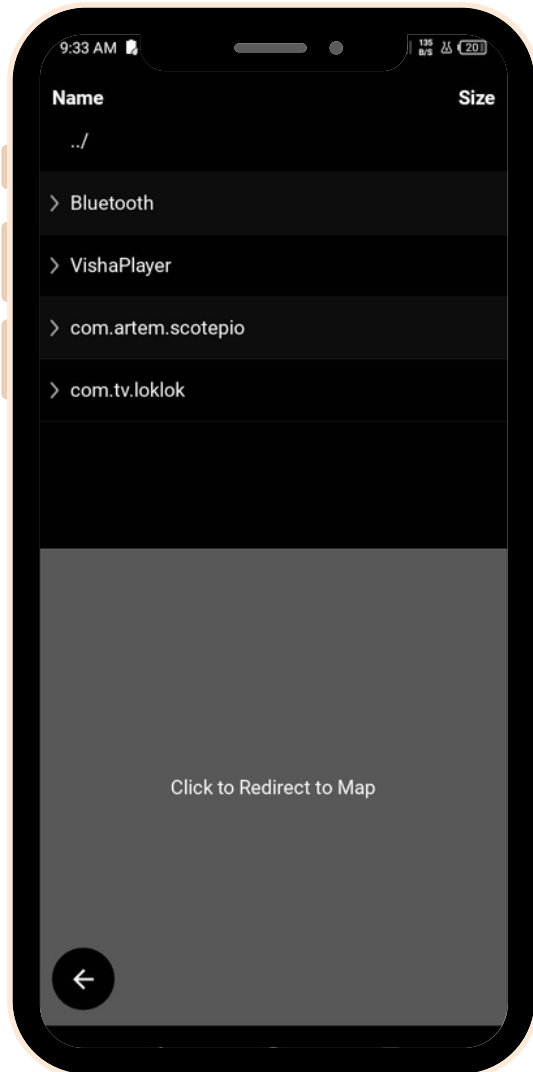 9:33 AM
135
B/S
20
Name Size
../
Bluetooth
VishaPlayer
com.artem.scotepio
com.tv.loklok
Click to Redirect to Map